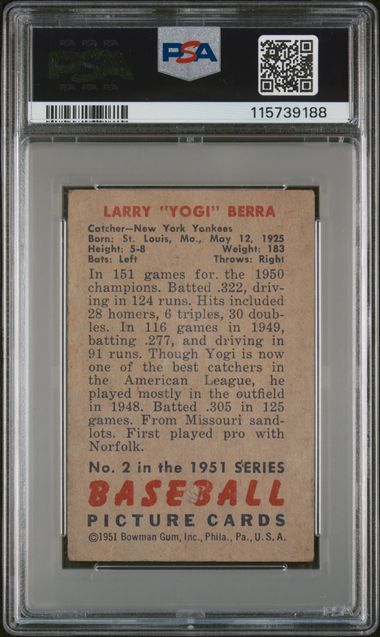 PSA
PSA
115739188
LARRY "YOGI" BERRA
Catcher—New York Yankees
Born: St. Louis, Mo., May 12, 1925
Height: 5-8 Weight: 183
Bats: Left Throws: Right
In 151 games for the 1950
champions. Batted .322, driv-
ing in 124 runs. Hits included
28 homers, 6 triples, 30 dou-
bles. In 116 games in 1949,
batting .277, and driving in
91 runs. Though Yogi is now
one of the best catchers in
the American League, he
played mostly in the outfield
in 1948. Batted .305 in 125
games. From Missouri sand-
lots. First played pro with
Norfolk.
No. 2 in the 1951 SERIES
BASEBALL
PICTURE CARDS
©1951 Bowman Gum, Inc., Phila., Pa., U. S. A.